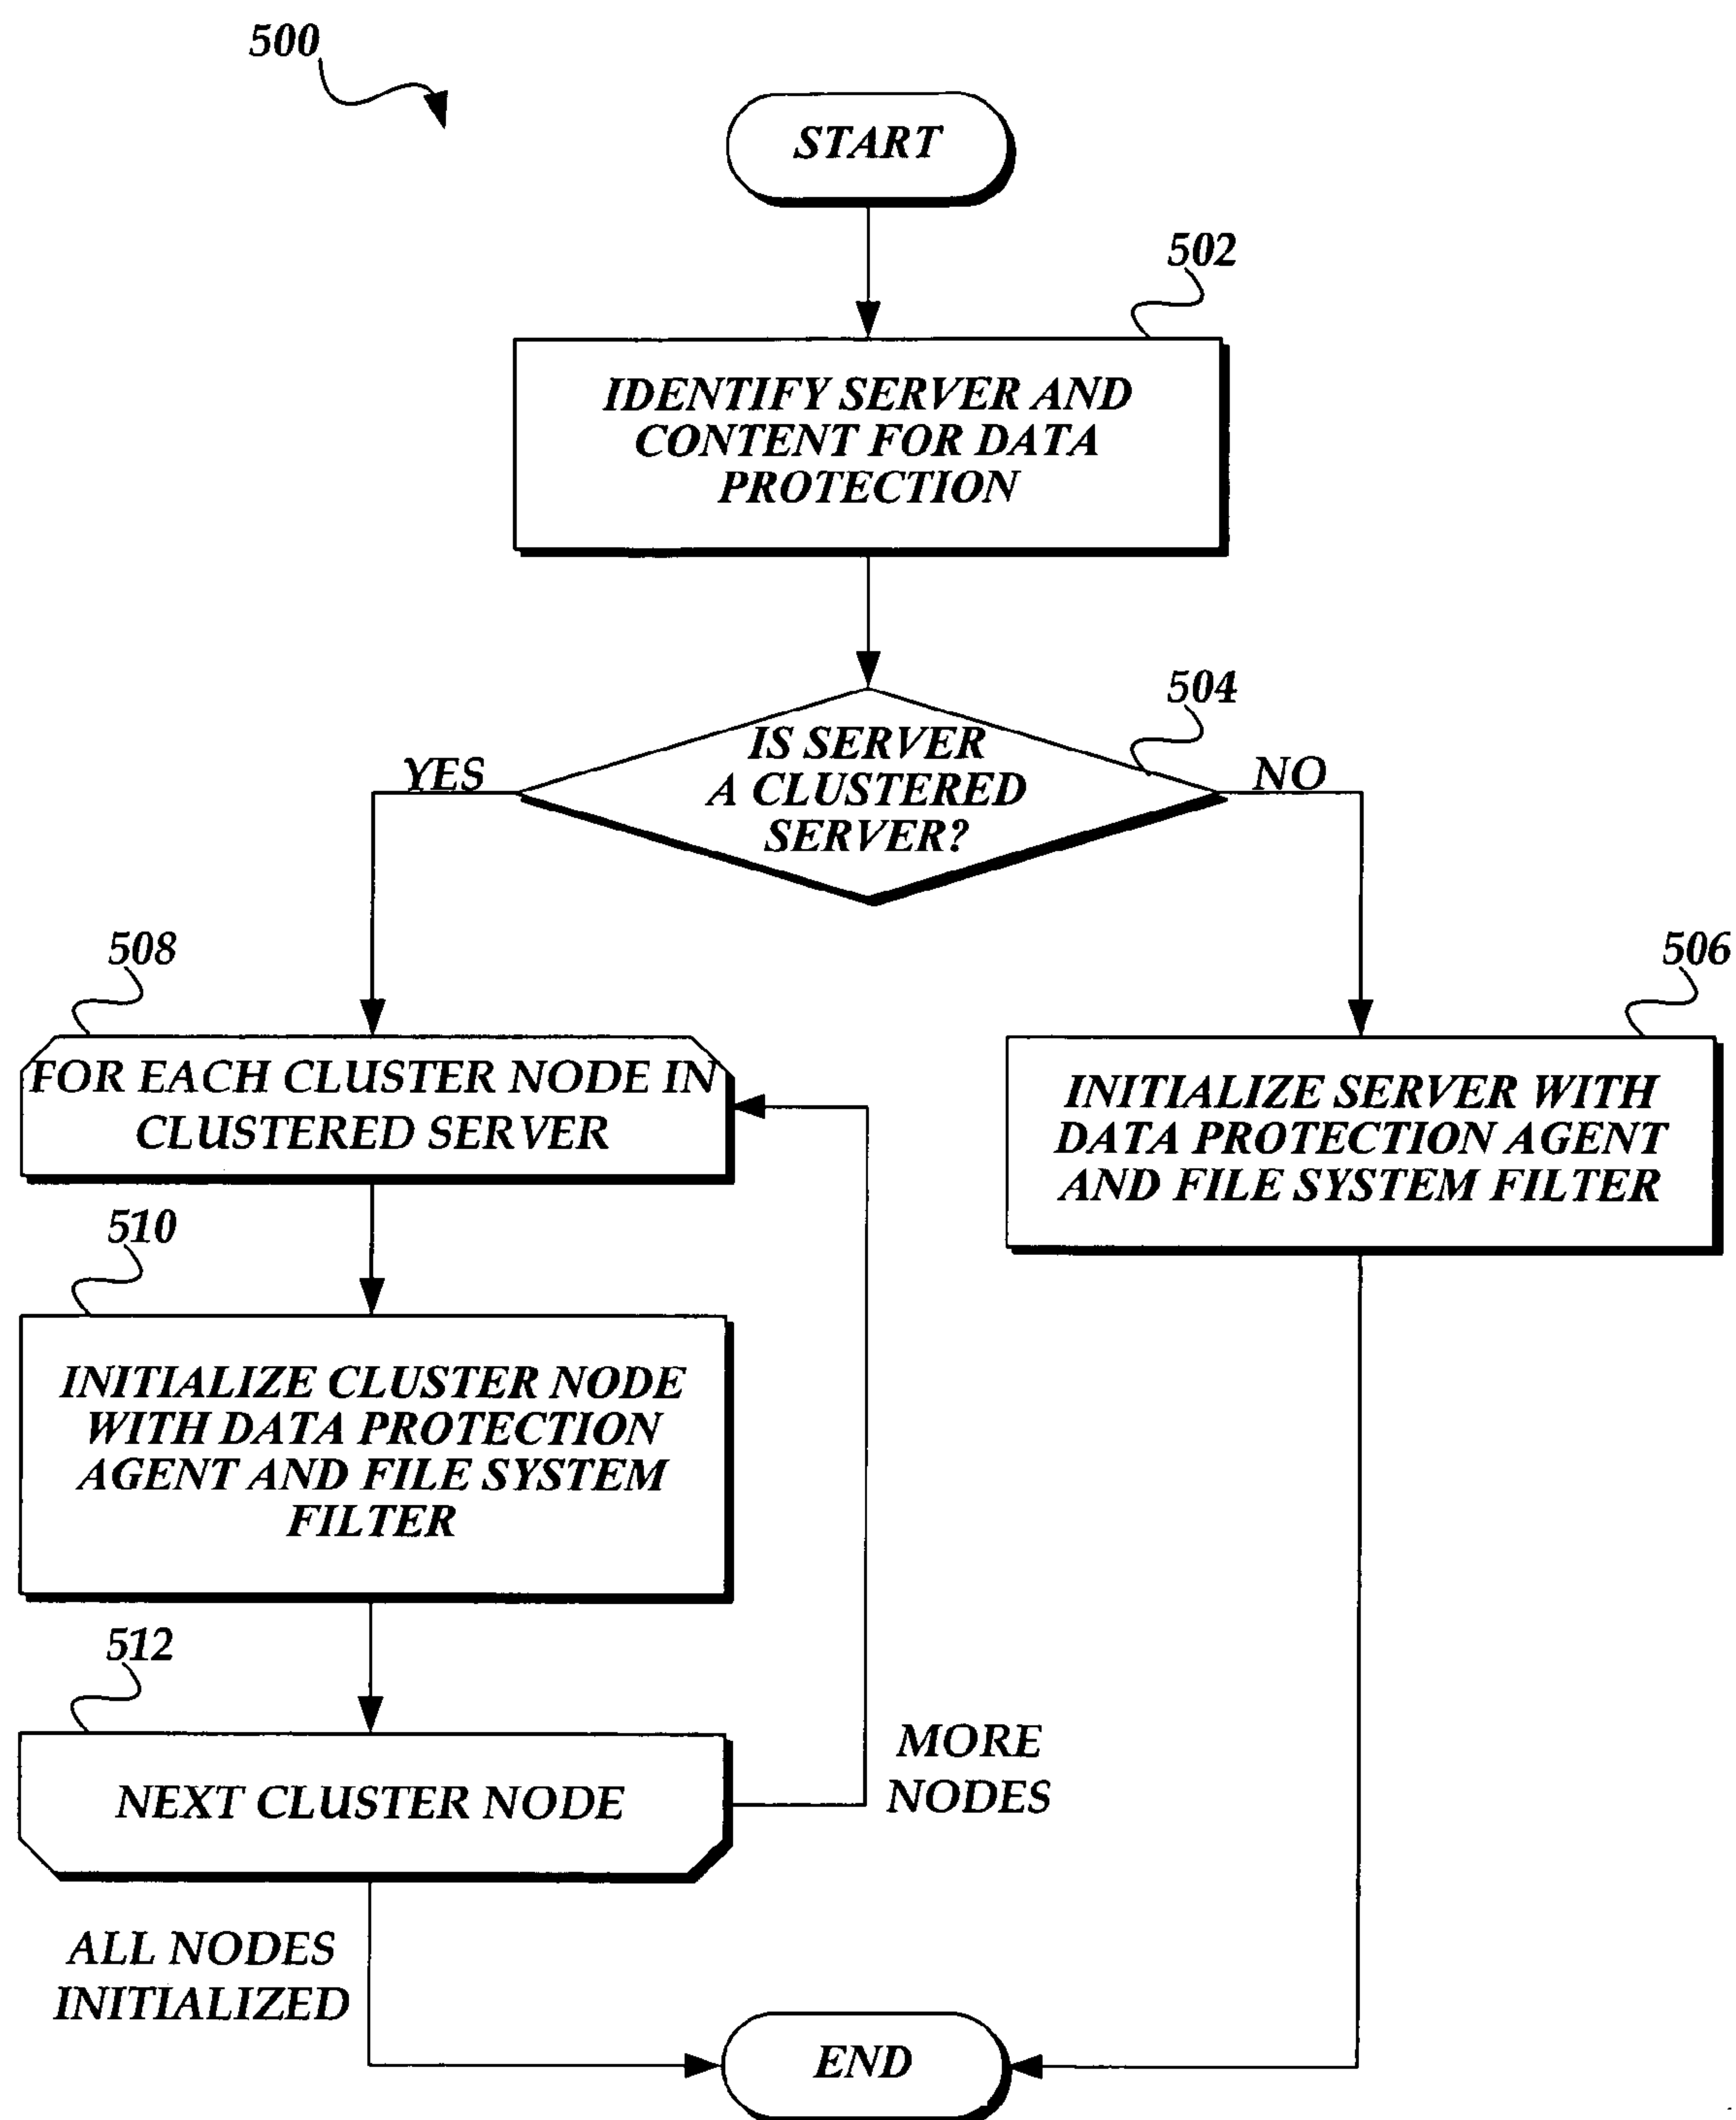 500
START
502
IDENTIFY SERVER AND
CONTENT FOR DATA
PROTECTION
504
IS SERVER
A CLUSTERED
SERVER?
YES
NO
508
506
FOR EACH CLUSTER NODE IN
CLUSTERED SERVER
INITIALIZE SERVER WITH
DATA PROTECTION AGENT
AND FILE SYSTEM FILTER
510
INITIALIZE CLUSTER NODE
WITH DATA PROTECTION
AGENT AND FILE SYSTEM
FILTER
512
NEXT CLUSTER NODE
MORE
NODES
ALL NODES
INITIALIZED
END